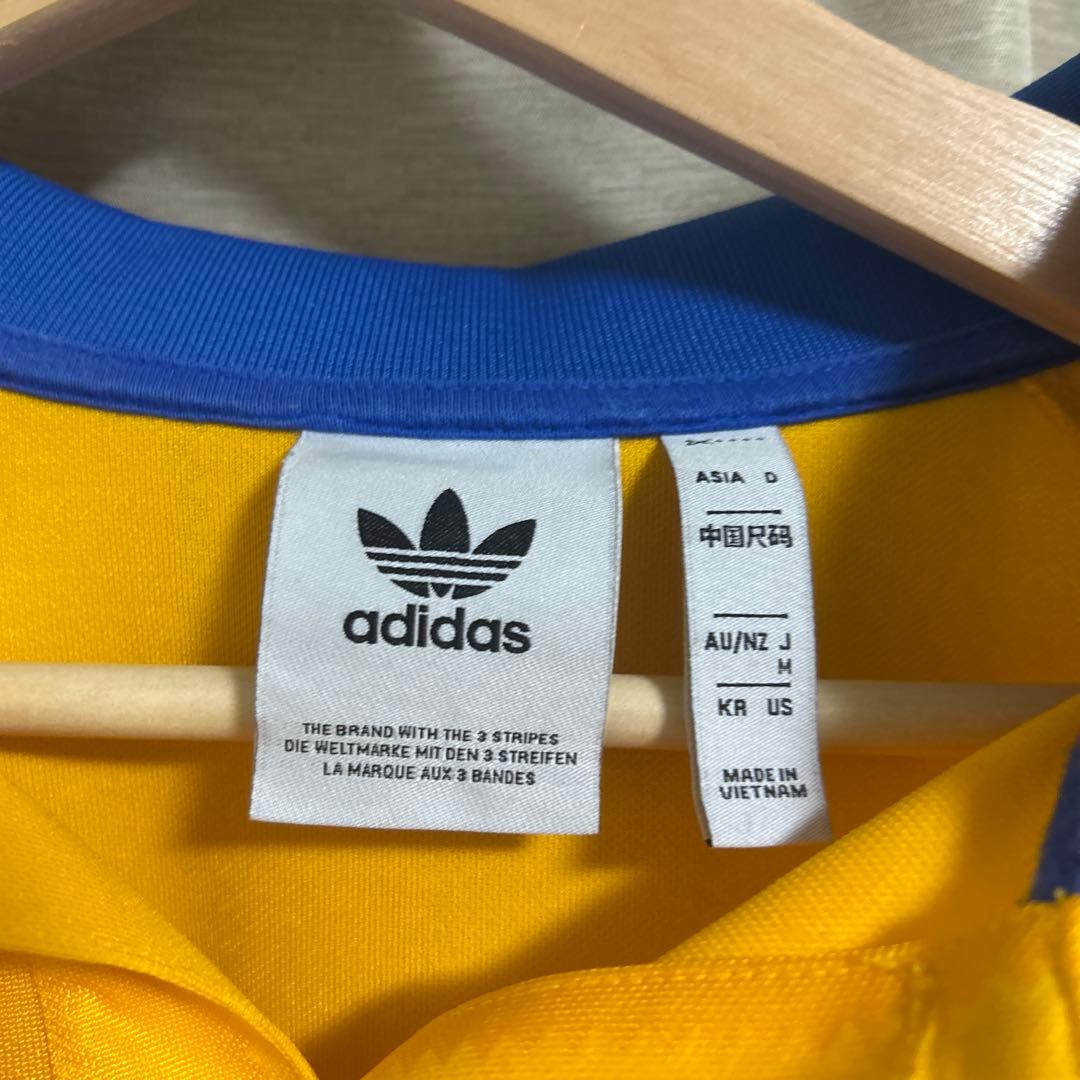 adidas
THE BRAND WITH THE 3 STRIPES
DIE WELTMARKE MIT DEN 3 STREIFEN
LA MARQUE AUX 3 BANDES
ASIA D
中国尺码
AU/NZ J
M
KR US
MADE IN
VIETNAM